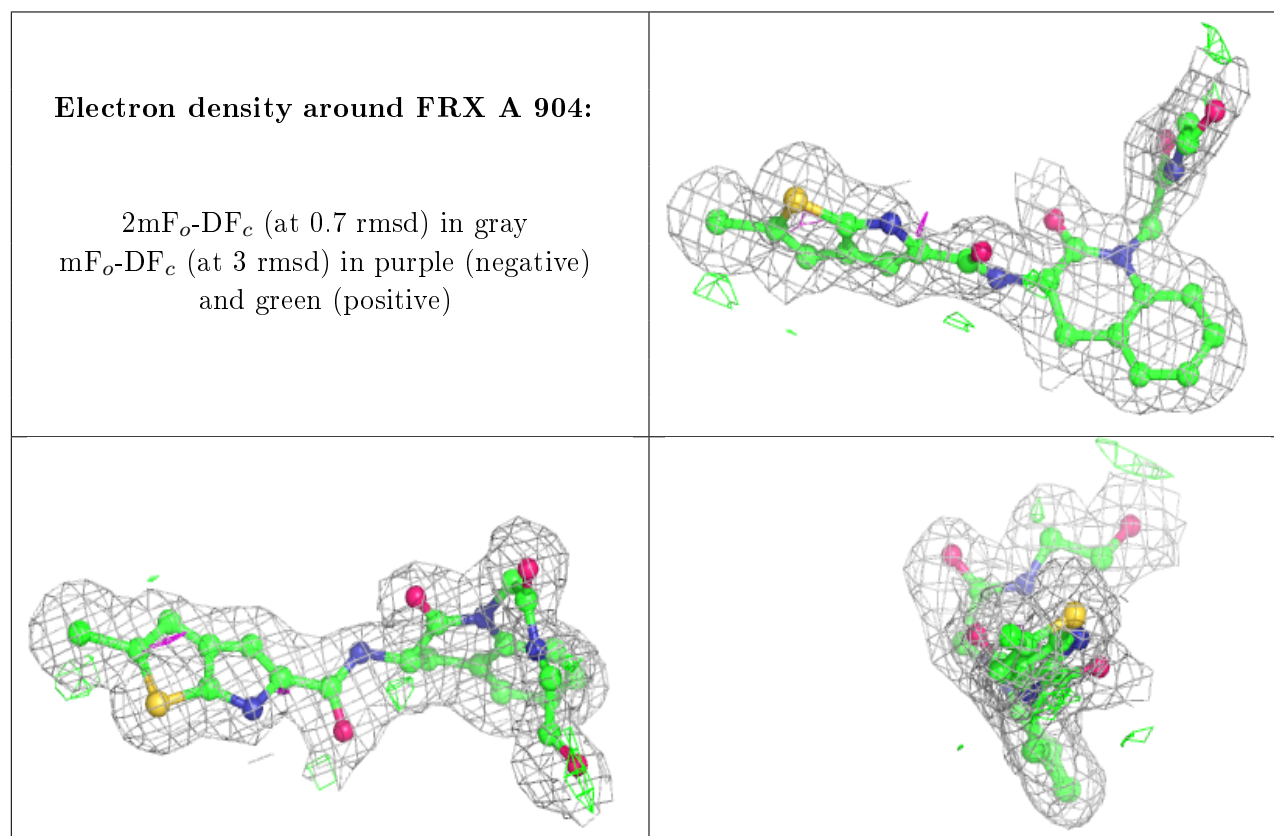 Electron density around FRX A 904:
2mFo-DFc (at 0.7 rmsd) in gray
mFo-DFc (at 3 rmsd) in purple (negative)
and green (positive)